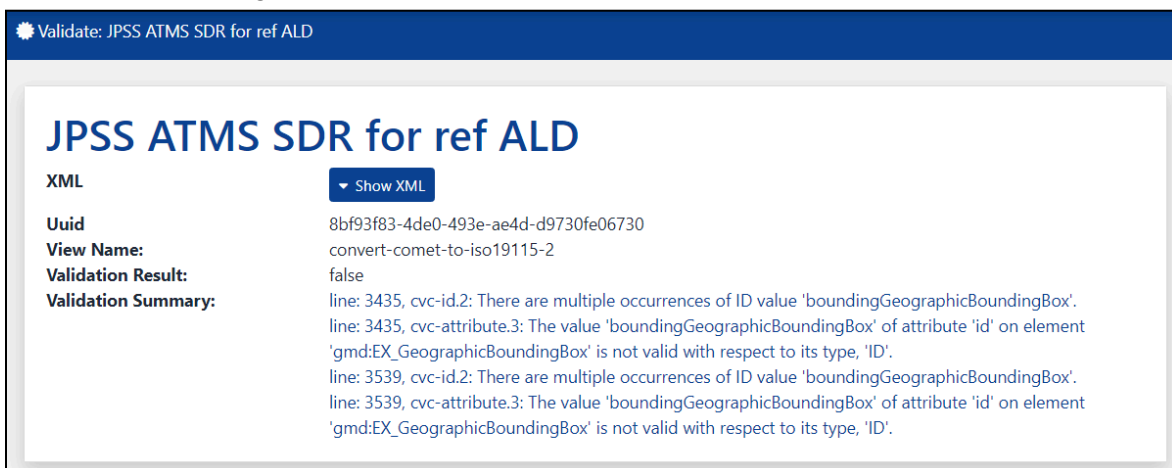 Validate: JPSS ATMS SDR for ref ALD
JPSS ATMS SDR for ref ALD
XML Show XML
Uuid 8bf93f83-4de0-493e-ae4d-d9730fe06730
View Name: convert-comet-to-iso19115-2
Validation Result: false
Validation Summary: line: 3435, cvc-id.2: There are multiple occurrences of ID value 'boundingGeographicBoundingBox'.
line: 3435, cvc-attribute.3: The value 'boundingGeographicBoundingBox' of attribute 'id' on element
'gmd:EX_GeographicBoundingBox' is not valid with respect to its type, 'ID'.
line: 3539, cvc-id.2: There are multiple occurrences of ID value 'boundingGeographicBoundingBox'.
line: 3539, cvc-attribute.3: The value 'boundingGeographicBoundingBox' of attribute 'id' on element
'gmd:EX_GeographicBoundingBox' is not valid with respect to its type, 'ID'.